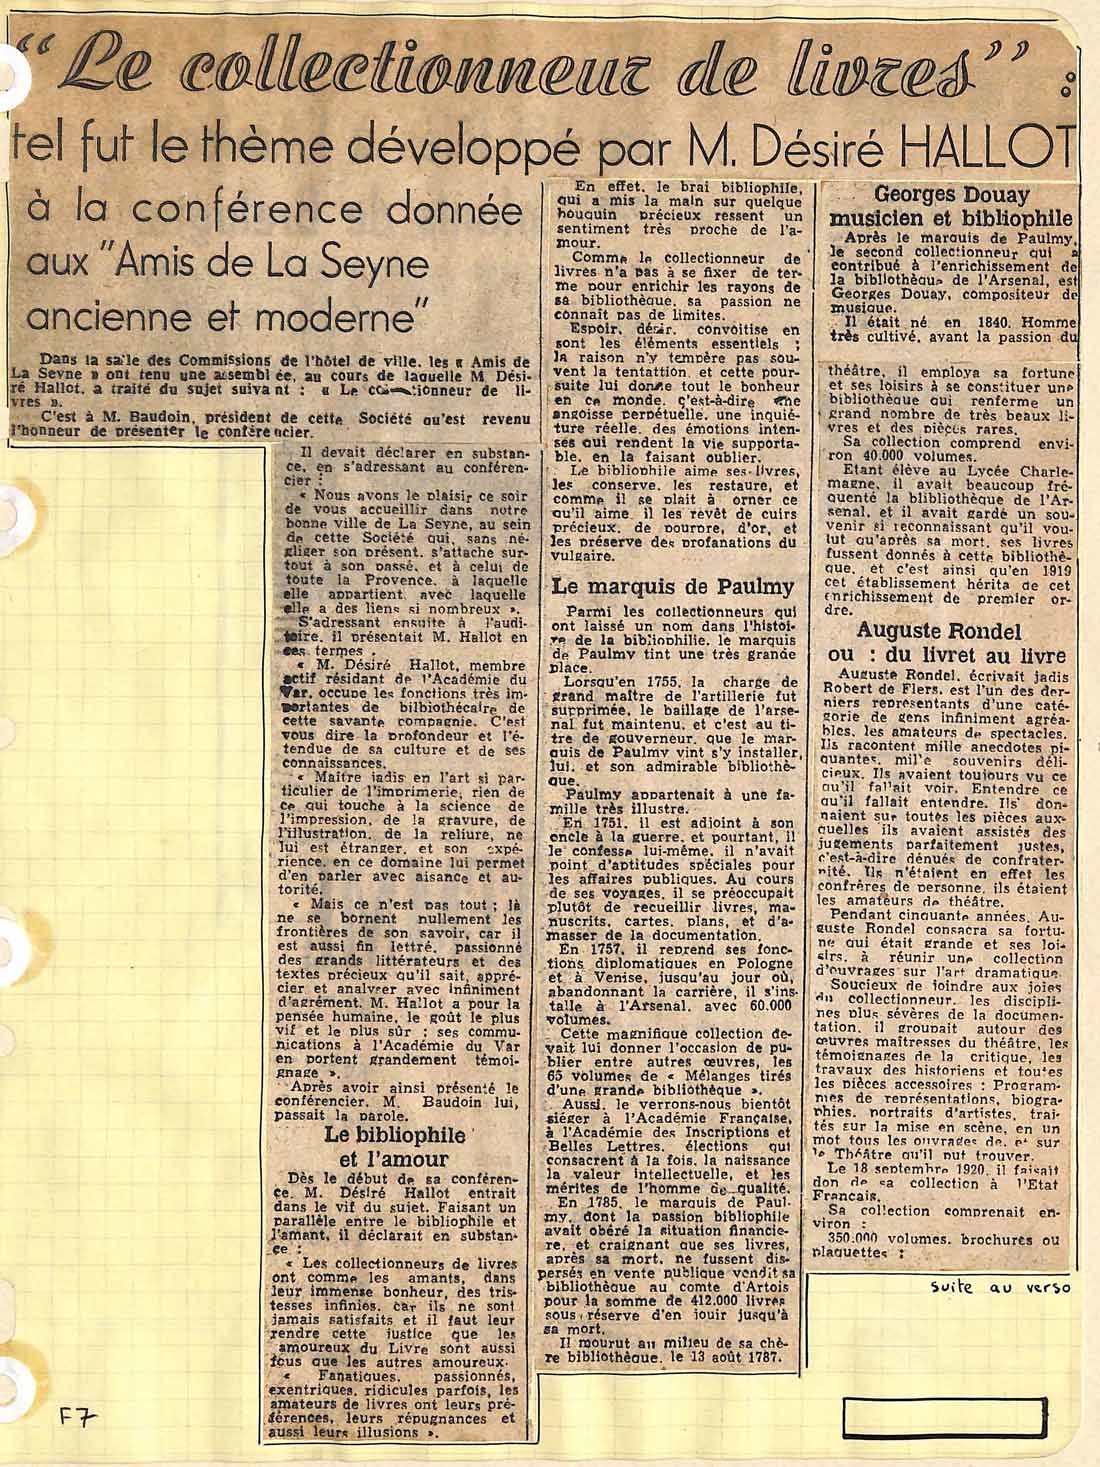 “Le collectionneur de livres” :
tel fut le thème développé par M. Désiré HALLOT
à la conférence donnée
aux "Amis de La Seyne
ancienne et moderne"
Dans la salle des Commissions de l'hôtel de ville, les « Amis de
La Seyne » ont tenu une assemblée, au cours de laquelle M. Dési-
ré Hallot, a traité du sujet suivant : « Le collectionneur de li-
vres ».
C'est à M. Baudoin, président de cette Société qu'est revenu
l'honneur de présenter le conférencier.
Il devait déclarer en substan-
ce, en s'adressant au conféren-
cier :
« Nous avons le plaisir ce soir
de vous accueillir dans notre
bonne ville de La Seyne, au sein
de cette Société qui, sans né-
gliger son présent, s'attache sur-
tout à son passé, et à celui de
toute la Provence, à laquelle
elle appartient, avec laquelle
elle a des liens si nombreux ».
S'adressant ensuite à l'audi-
toire, il présentait M. Hallot en
ces termes .
« M. Désiré Hallot, membre
actif résidant de l'Académie du
Var, occupe les fonctions très im-
portantes de bilbiothécaire de
cette savante compagnie. C'est
vous dire la profondeur et l'é-
tendue de sa culture et de ses
connaissances.
« Maître jadis en l'art si par-
ticulier de l'imprimerie, rien de
ce qui touche à la science de
l'impression, de la gravure, de
l'illustration, de la reliure, ne
lui est étranger, et son expé-
rience, en ce domaine lui permet
d'en parler avec aisance et au-
torité.
« Mais ce n'est pas tout ; là
ne se bornent nullement les
frontières de son savoir, car il
est aussi fin lettré, passionné
des grands littérateurs et des
textes précieux qu'il sait, appré-
cier et analyser avec infiniment
d'agrément. M. Hallot a pour la
pensée humaine, le goût le plus
vif et le plus sûr ; ses commu-
nications à l'Académie du Var
en portent grandement témoi-
gnage ».
Après avoir ainsi présenté le
conférencier, M. Baudoin lui,
passait la parole.
Le bibliophile
et l'amour
Dès le début de sa conféren-
ce, M. Désiré Hallot entrait
dans le vif du sujet. Faisant un
parallèle entre le bibliophile et
l'amant, il déclarait en substan-
ce :
« Les collectionneurs de livres
ont comme les amants, dans
leur immense bonheur, des tris-
tesses infinies, car ils ne sont
jamais satisfaits et il faut leur
rendre cette justice que les
amoureux du Livre sont aussi
fous que les autres amoureux.
« Fanatiques, passionnés,
exentriques, ridicules parfois, les
amateurs de livres ont leurs pré-
férences, leurs répugnances et
aussi leurs illusions ».
En effet, le brai bibliophile,
qui a mis la main sur quelque
bouquin précieux ressent un
sentiment très proche de l'a-
mour.
Comme le collectionneur de
livres n'a pas à se fixer de ter-
me pour enrichir les rayons de
sa bibliothèque, sa passion ne
connaît pas de limites.
Espoir, désir, convoitise en
sont les éléments essentiels ;
la raison n'y tempère pas sou-
vent la tentattion, et cette pour-
suite lui donne tout le bonheur
en ce monde, c'est-à-dire une
angoisse perpétuelle, une inquié-
ture réelle, des émotions inten-
ses qui rendent la vie supporta-
ble, en la faisant oublier.
Le bibliophile aime ses livres,
les conserve, les restaure, et
comme il se plait à orner ce
qu'il aime, il les revêt de cuirs
précieux, de pourpre, d'or, et
les préserve des profanations du
vulgaire.
Le marquis de Paulmy
Parmi les collectionneurs qui
ont laissé un nom dans l'histoi-
re de la bibliophilie, le marquis
de Paulmy tint une très grande
place.
Lorsqu'en 1755, la charge de
grand maître de l'artillerie fut
supprimée, le baillage de l'arse-
nal fut maintenu, et c'est au ti-
tre de gouverneur, que le mar-
quis de Paulmy vint s'y installer,
lui, et son admirable bibliothè-
que.
Paulmy appartenait à une fa-
mille très illustre.
En 1751, il est adjoint à son
oncle à la guerre, et pourtant, il
le confesse lui-même, il n'avait
point d'aptitudes spéciales pour
les affaires publiques. Au cours
de ses voyages, il se préoccupait
plutôt de recueillir livres, ma-
nuscrits, cartes, plans, et d'a-
masser de la documentation.
En 1757, il reprend ses fonc-
tions diplomatiques en Pologne
et à Venise, jusqu'au jour où,
abandonnant la carrière, il s'ins-
talle à l'Arsenal, avec 60.000
volumes.
Cette magnifique collection de-
vait lui donner l'occasion de pu-
blier entre autres œuvres, les
65 volumes de « Mélanges tirés
d'une grande bibliothèque ».
Aussi, le verrons-nous bientôt
siéger à l'Académie Française,
à l'Académie des Inscriptions et
Belles Lettres, élections qui
consacrent à la fois, la naissance
la valeur intellectuelle, et les
mérites de l'homme de qualité.
En 1785, le marquis de Paul-
my, dont la passion bibliophile
avait obéré la situation financiè-
re, et craignant que ses livres,
après sa mort, ne fussent dis-
persés en vente publique vendit sa
bibliothèque au comte d'Artois
pour la somme de 412.000 livres
sous réserve d'en jouir jusqu'à
sa mort.
Il mourut au milieu de sa chè-
re bibliothèque, le 13 août 1787.
Georges Douay
musicien et bibliophile
Après le marquis de Paulmy,
le second collectionneur qui a
contribué à l'enrichissement de
la bibliothèque de l'Arsenal, est
Georges Douay, compositeur de
musique.
Il était né en 1840. Homme
très cultivé, ayant la passion du
théâtre, il employa sa fortune
et ses loisirs à se constituer une
bibliothèque qui renferme un
grand nombre de très beaux li-
vres et des pièces rares.
Sa collection comprend envi-
ron 40.000 volumes.
Etant élève au Lycée Charle-
magne, il avait beaucoup fré-
quenté la blibliothèque de l'Ar-
senal, et il avait gardé un sou-
venir si reconnaissant qu'il vou-
lut qu'après sa mort, ses livres
fussent donnés à cette bibliothè-
que, et c'est ainsi qu'en 1919
cet établissement hérita de cet
enrichissement de premier or-
dre.
Auguste Rondel
ou : du livret au livre
Auguste Rondel, écrivait jadis
Robert de Flers, est l'un des der-
niers représentants d'une caté-
gorie de gens infiniment agréa-
bles, les amateurs de spectacles.
Ils racontent mille anecdotes pi-
quantes, mille souvenirs déli-
cieux. Ils avaient toujours vu ce
qu'il fallait voir. Entendre ce
qu'il fallait entendre. Ils don-
naient sur toutes les pièces aux-
quelles ils avaient assistés des
jugements parfaitement justes,
c'est-à-dire dénués de confrater-
nité. Ils n'étaient en effet les
confrères de personne, ils étaient
les amateurs de théâtre.
Pendant cinquante années, Au-
guste Rondel consacra sa fortu-
ne qui était grande et ses loi-
sirs, à réunir une collection
d'ouvrages sur l'art dramatique.
Soucieux de joindre aux joies
du collectionneur, les discipli-
nes plus sévères de la documen-
tation, il groupait autour des
œuvres maîtresses du théâtre, les
témoignages de la critique, les
travaux des historiens et toutes
les pièces accessoires : Program-
mes de représentations, biogra-
phies, portraits d'artistes, trai-
tés sur la mise en scène, en un
mot tous les ouvrages de, et sur
le Théâtre qu'il put trouver.
Le 18 septembre 1920, il faisait
don de sa collection à l'Etat
Français.
Sa collection comprenait en-
viron :
350.000 volumes, brochures ou
plaquettes ;
suite au verso
F7